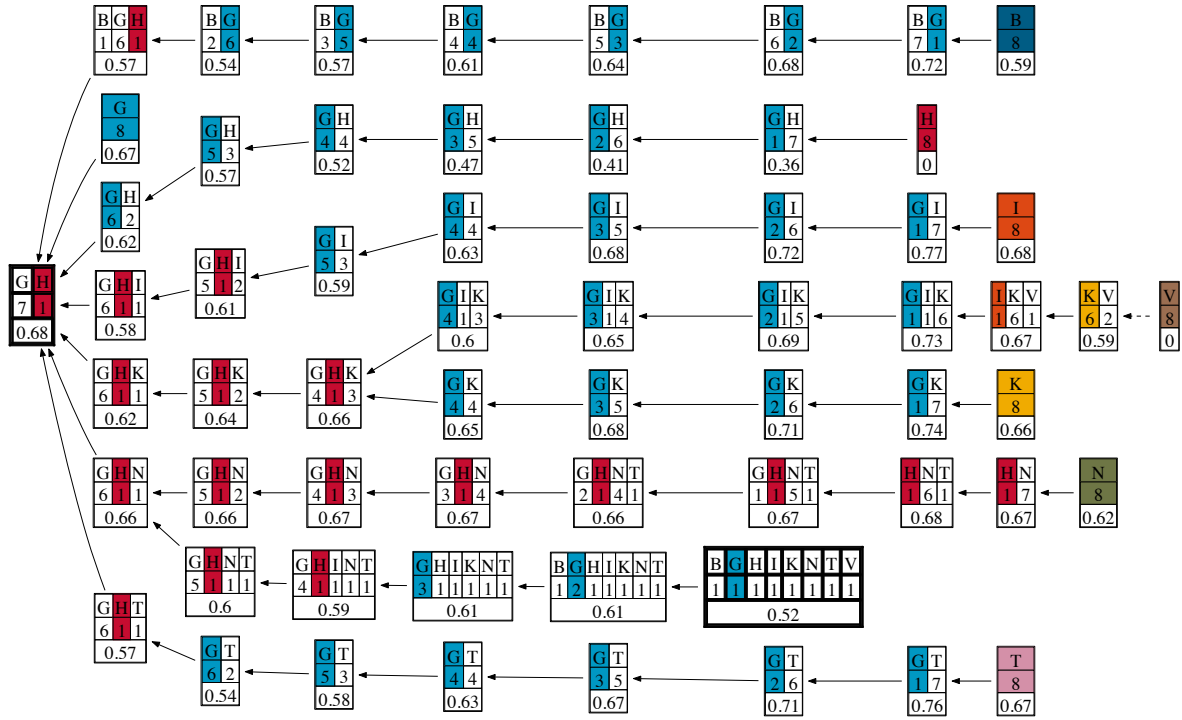 B G H
1 6 1
0.57
B G
2 6
0.54
B G
3 5
0.57
B G
4 4
0.61
B G
5 3
0.64
B G
6 2
0.68
B G
7 1
0.72
B
8
0.59
G
8
0.67
G H
5 3
0.57
G H
4 4
0.52
G H
3 5
0.47
G H
2 6
0.41
G H
1 7
0.36
H
8
0
G H
6 2
0.62
G H
7 1
0.68
G H I
6 1 1
0.58
G H I
5 1 2
0.61
G I
5 3
0.59
G I
4 4
0.63
G I
3 5
0.68
G I
2 6
0.72
G I
1 7
0.77
I
8
0.68
G I K
4 1 3
0.6
G I K
3 1 4
0.65
G I K
2 1 5
0.69
G I K
1 1 6
0.73
I K V
1 6 1
0.67
K V
6 2
0.59
V
8
0
G H K
6 1 1
0.62
G H K
5 1 2
0.64
G H K
4 1 3
0.66
G K
4 4
0.65
G K
3 5
0.68
G K
2 6
0.71
G K
1 7
0.74
K
8
0.66
G H N
6 1 1
0.66
G H N
5 1 2
0.66
G H N
4 1 3
0.67
G H N
3 1 4
0.67
G H N T
2 1 4 1
0.66
G H N T
1 1 5 1
0.67
H N T
1 6 1
0.68
H N
1 7
0.67
N
8
0.62
G H N T
5 1 1 1
0.6
G H I N T
4 1 1 1 1
0.59
G H I K N T
3 1 1 1 1 1
0.61
B G H I K N T
1 2 1 1 1 1 1
0.61
B G H I K N T V
1 1 1 1 1 1 1 1
0.52
G H T
6 1 1
0.57
G T
6 2
0.54
G T
5 3
0.58
G T
4 4
0.63
G T
3 5
0.67
G T
2 6
0.71
G T
1 7
0.76
T
8
0.67